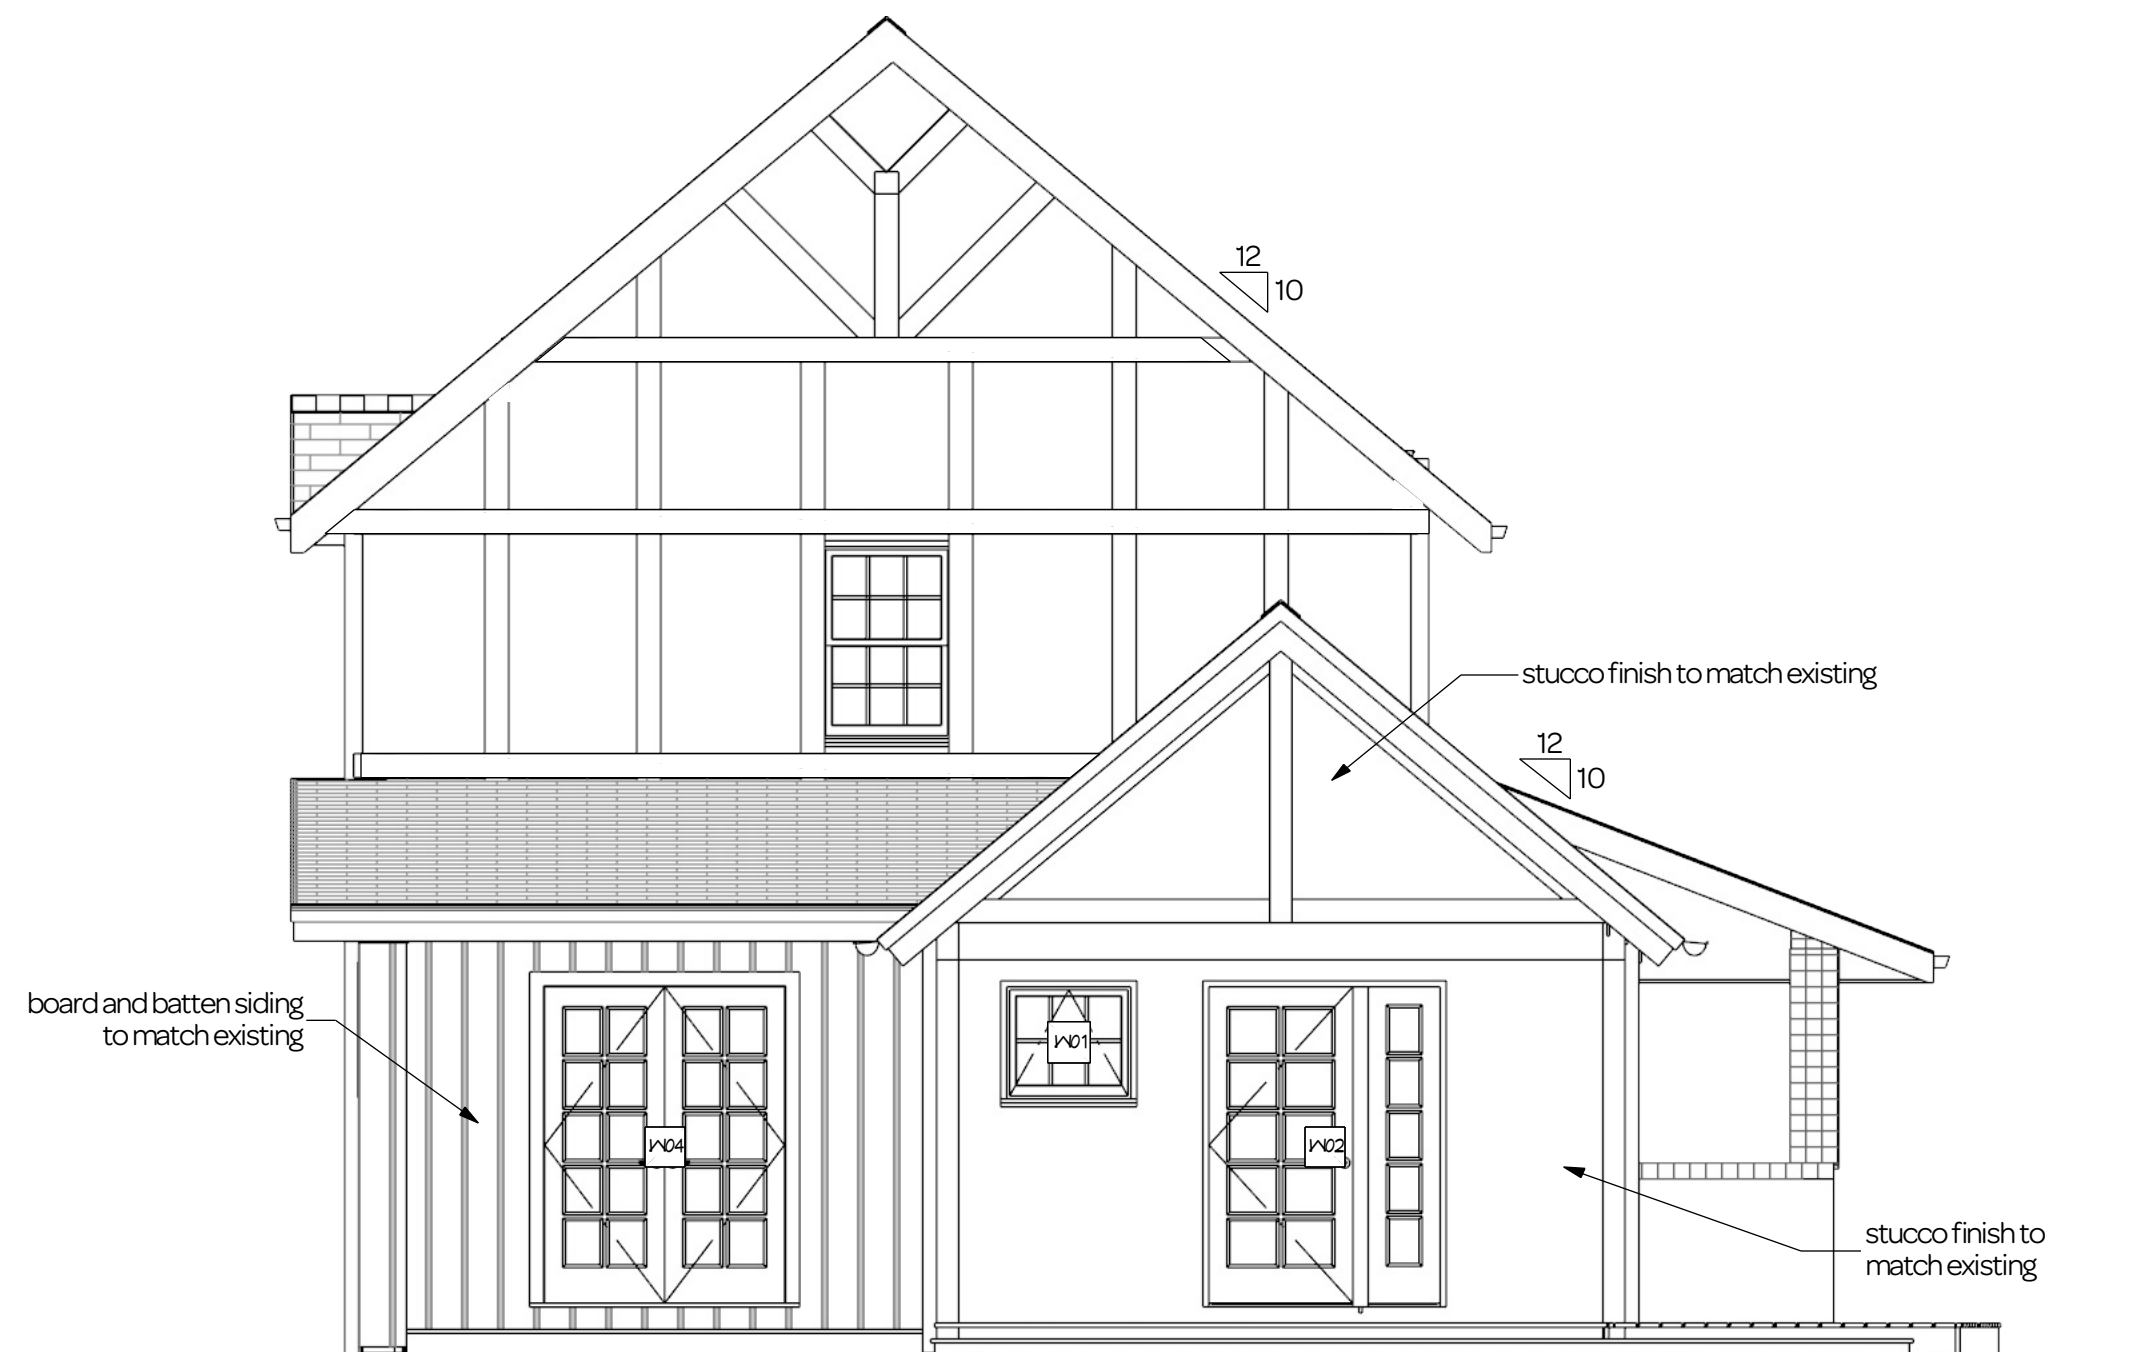 12
10
stucco finish to match existing
12
10
board and batten siding
to match existing
W01
W04
W02
stucco finish to
match existing